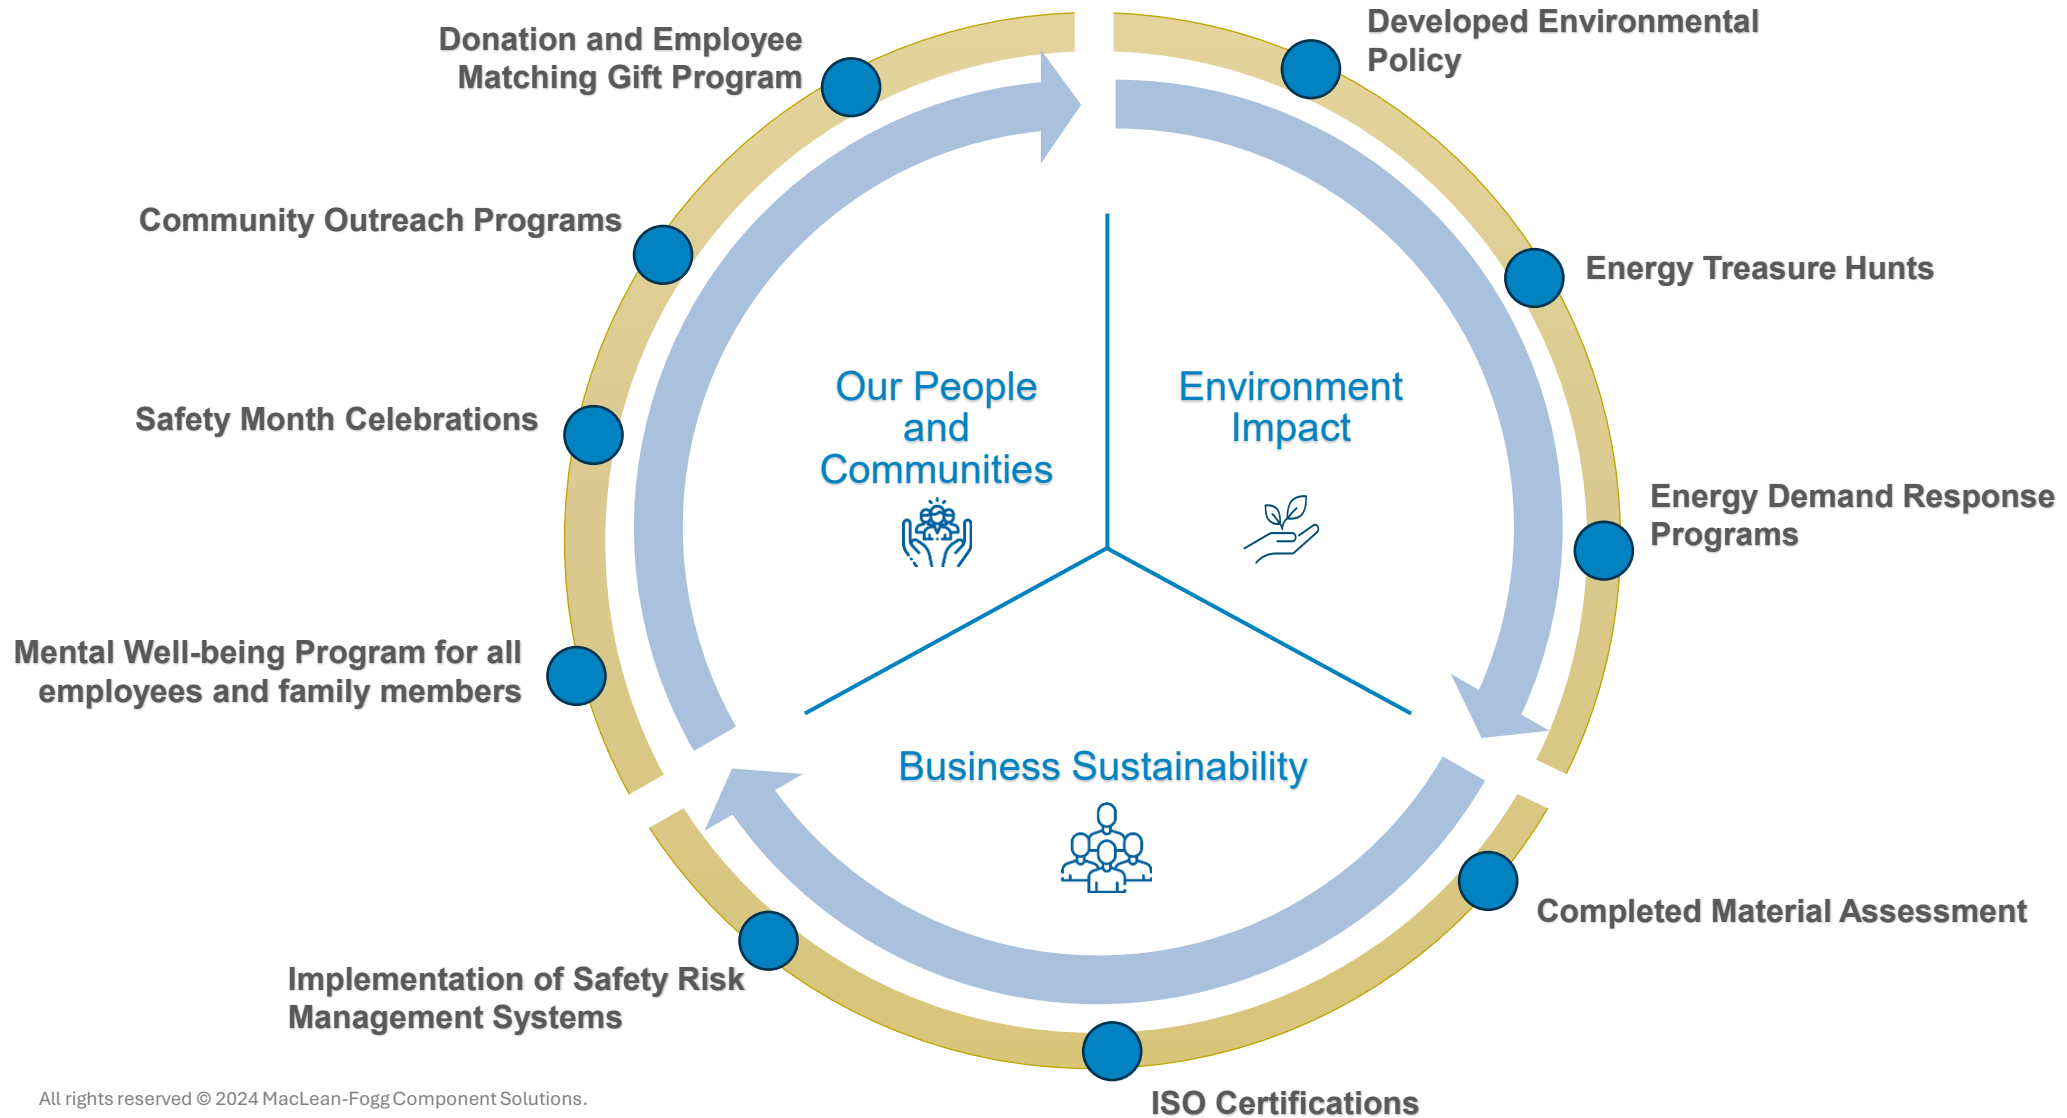 Donation and Employee
Matching Gift Program
Developed Environmental
Policy
Community Outreach Programs
Energy Treasure Hunts
Safety Month Celebrations
Our People
and
Communities
Environment
Impact
Energy Demand Response
Programs
Mental Well-being Program for all
employees and family members
Business Sustainability
Completed Material Assessment
Implementation of Safety Risk
Management Systems
ISO Certifications
All rights reserved © 2024 MacLean-Fogg Component Solutions.